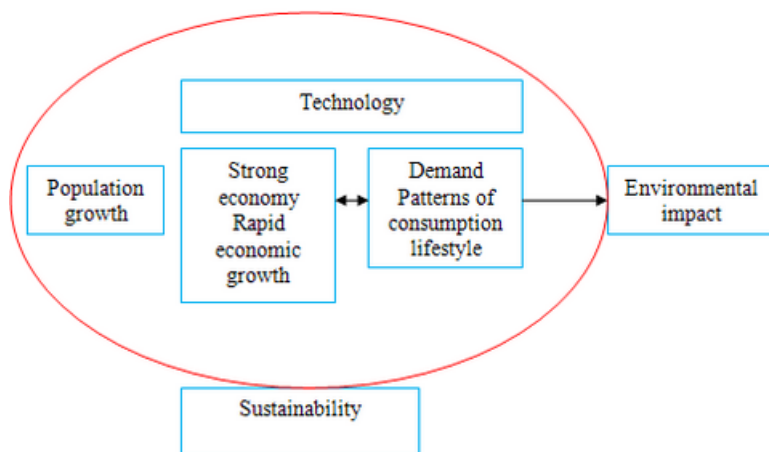 Technology
Population
growth
Strong
economy
Rapid
economic
growth
Demand
Patterns of
consumption
lifestyle
Environmental
impact
Sustainability